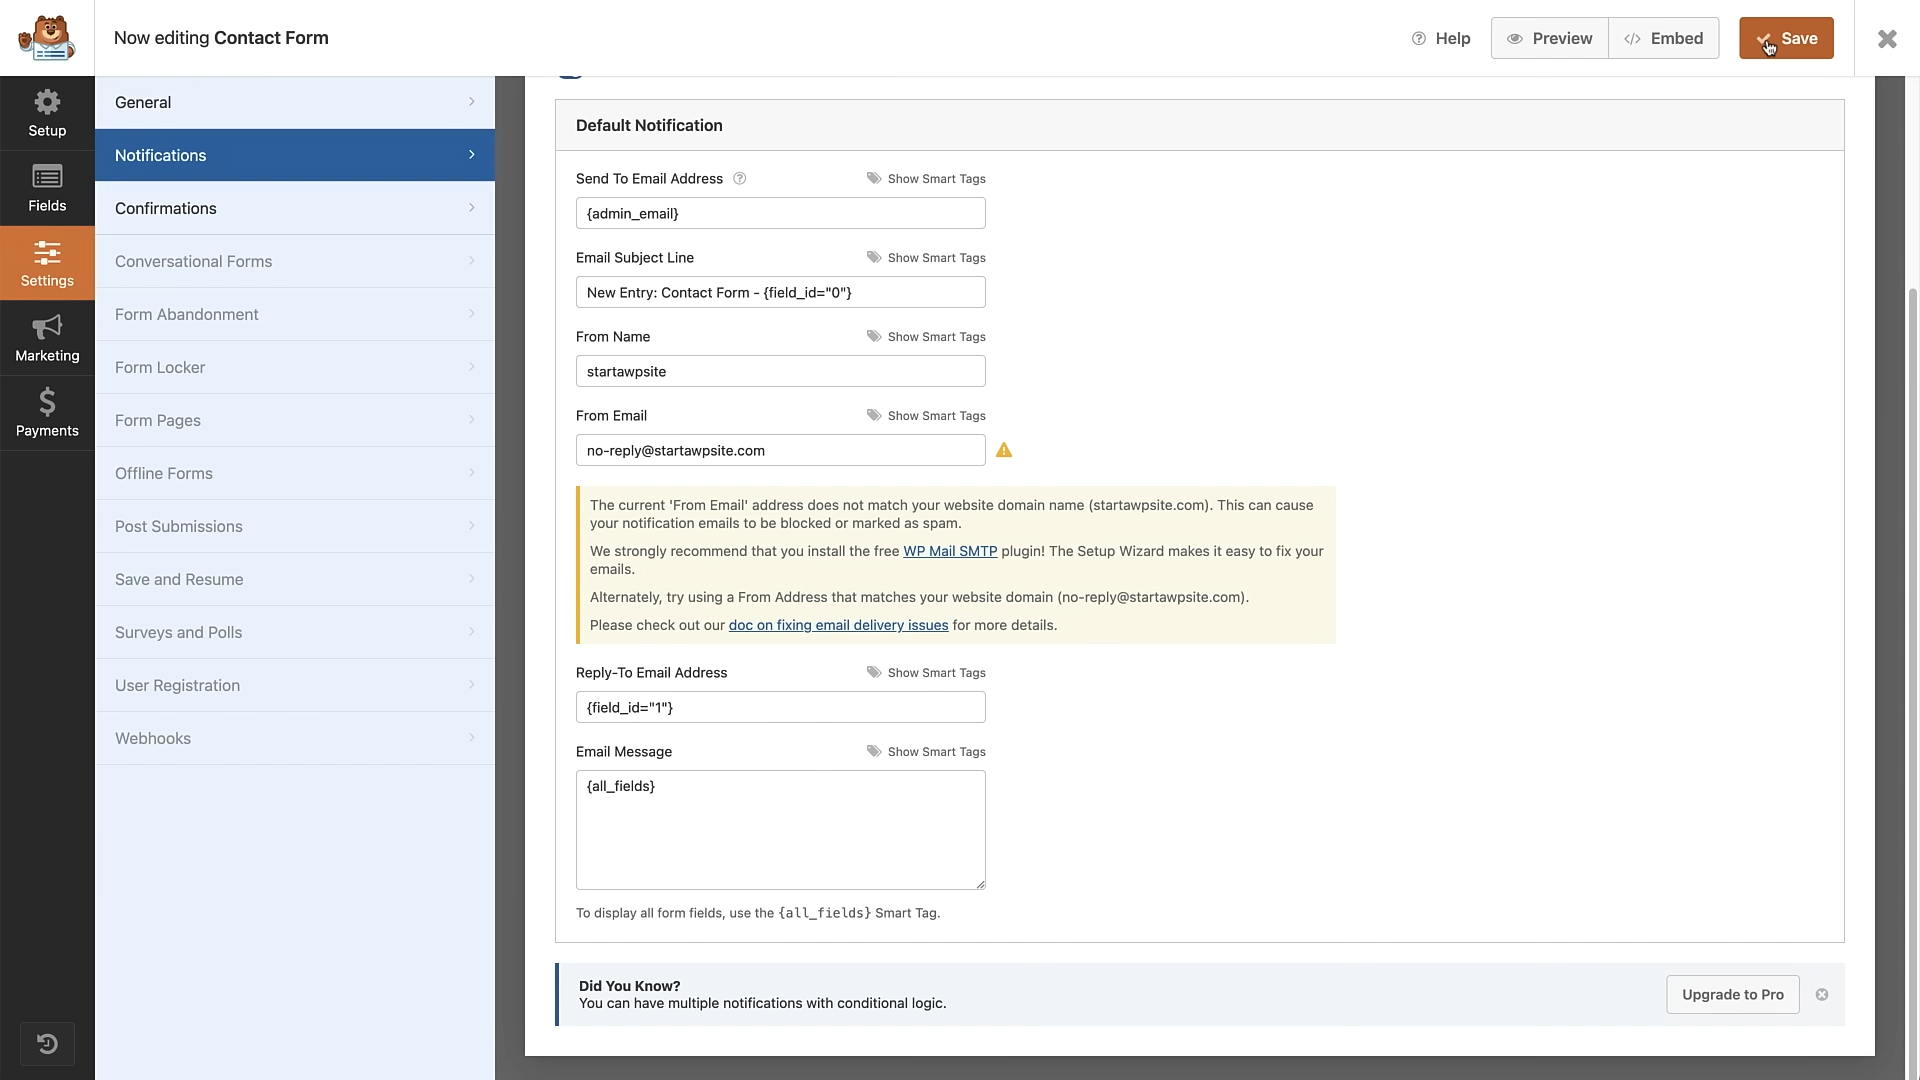 Now editing Contact Form
Help
Preview
Embed
Save
Setup
Fields
Settings
Marketing
Payments
General
Notifications
Confirmations
Conversational Forms
Form Abandonment
Form Locker
Form Pages
Offline Forms
Post Submissions
Save and Resume
Surveys and Polls
User Registration
Webhooks
Default Notification
Send To Email Address
Show Smart Tags
{admin_email}
Email Subject Line
Show Smart Tags
New Entry: Contact Form - {field_id="0"}
From Name
Show Smart Tags
startawpsite
From Email
Show Smart Tags
no-reply@startawpsite.com
The current 'From Email' address does not match your website domain name (startawpsite.com). This can cause
your notification emails to be blocked or marked as spam.
We strongly recommend that you install the free WP Mail SMTP plugin! The Setup Wizard makes it easy to fix your
emails.
Alternately, try using a From Address that matches your website domain (no-reply@startawpsite.com).
Please check out our doc on fixing email delivery issues for more details.
Reply-To Email Address
Show Smart Tags
{field_id="1"}
Email Message
Show Smart Tags
{all_fields}
To display all form fields, use the {all_fields} Smart Tag.
Did You Know?
You can have multiple notifications with conditional logic.
Upgrade to Pro